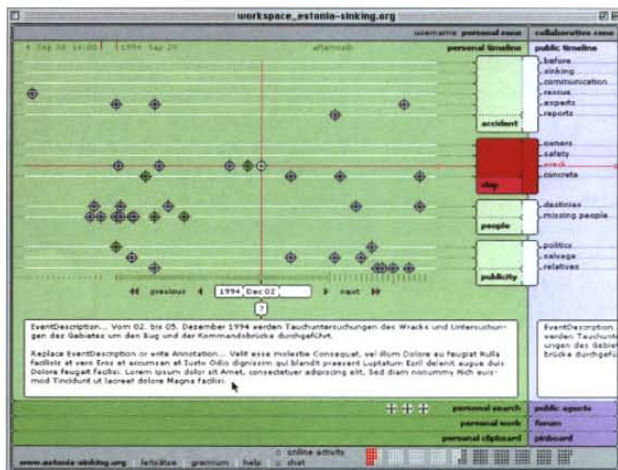 workspace_estonia-sinking.org
username personal zone
collaborative zone
Sep 28 14:00
1994 Sep 29
aftermath
personal timeline
public timeline
before
sinking
communication
rescue
experts
reports
accident
owners
safety
wreck
concrete
ship
destinies
missing people
people
politics
salvage
relatives
publicity
previous
1994 Dec 02
next
?
EventDescription... Vom 02. bis 05. Dezember 1994 werden Tauchuntersuchungen des Wracks und Untersuchun-
gen des Gebietes um den Bug und der Kommandobrücke durchgeführt.
Replace EventDescription or write Annotation... Velit esse molestie Consequat, vel illum Dolore eu feugiat Nulla
facilisis at vero Eros et accumsan et Iusto Odio dignissim qui blandit praesent Luptatum Ezril delenit augue duis
Dolore feugait facilisi. Lorem ipsum dolor sit Amet, consectetuer adipiscing elit, Sed diam nonummy Nich euis-
mod Tincidunt ut laoreet dolore Magna facilisi.
EventDescription...
werden Tauchunter
ungen des Gebiet
brücke durchgefü
personal search
public agents
personal work
forum
personal clipboard
pinboard
www.estonia-sinking.org
leitsätze
gremium
help
online activity
chat